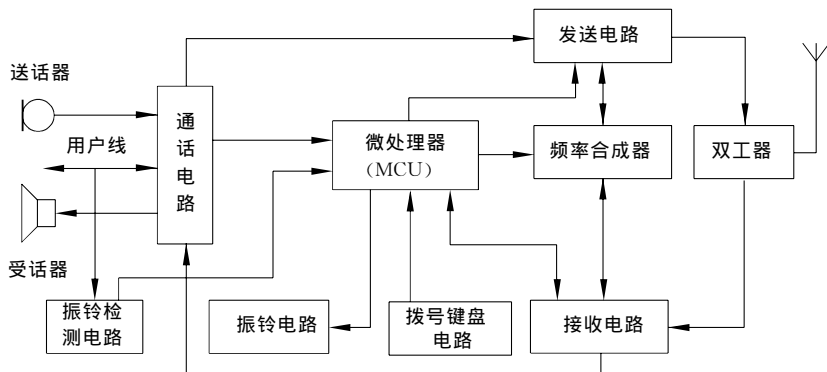 发送电路
送话器
通话电路
用户线
微处理器
(MCU)
频率合成器
双工器
受话器
振铃检
测电路
振铃电路
拨号键盘
电路
接收电路